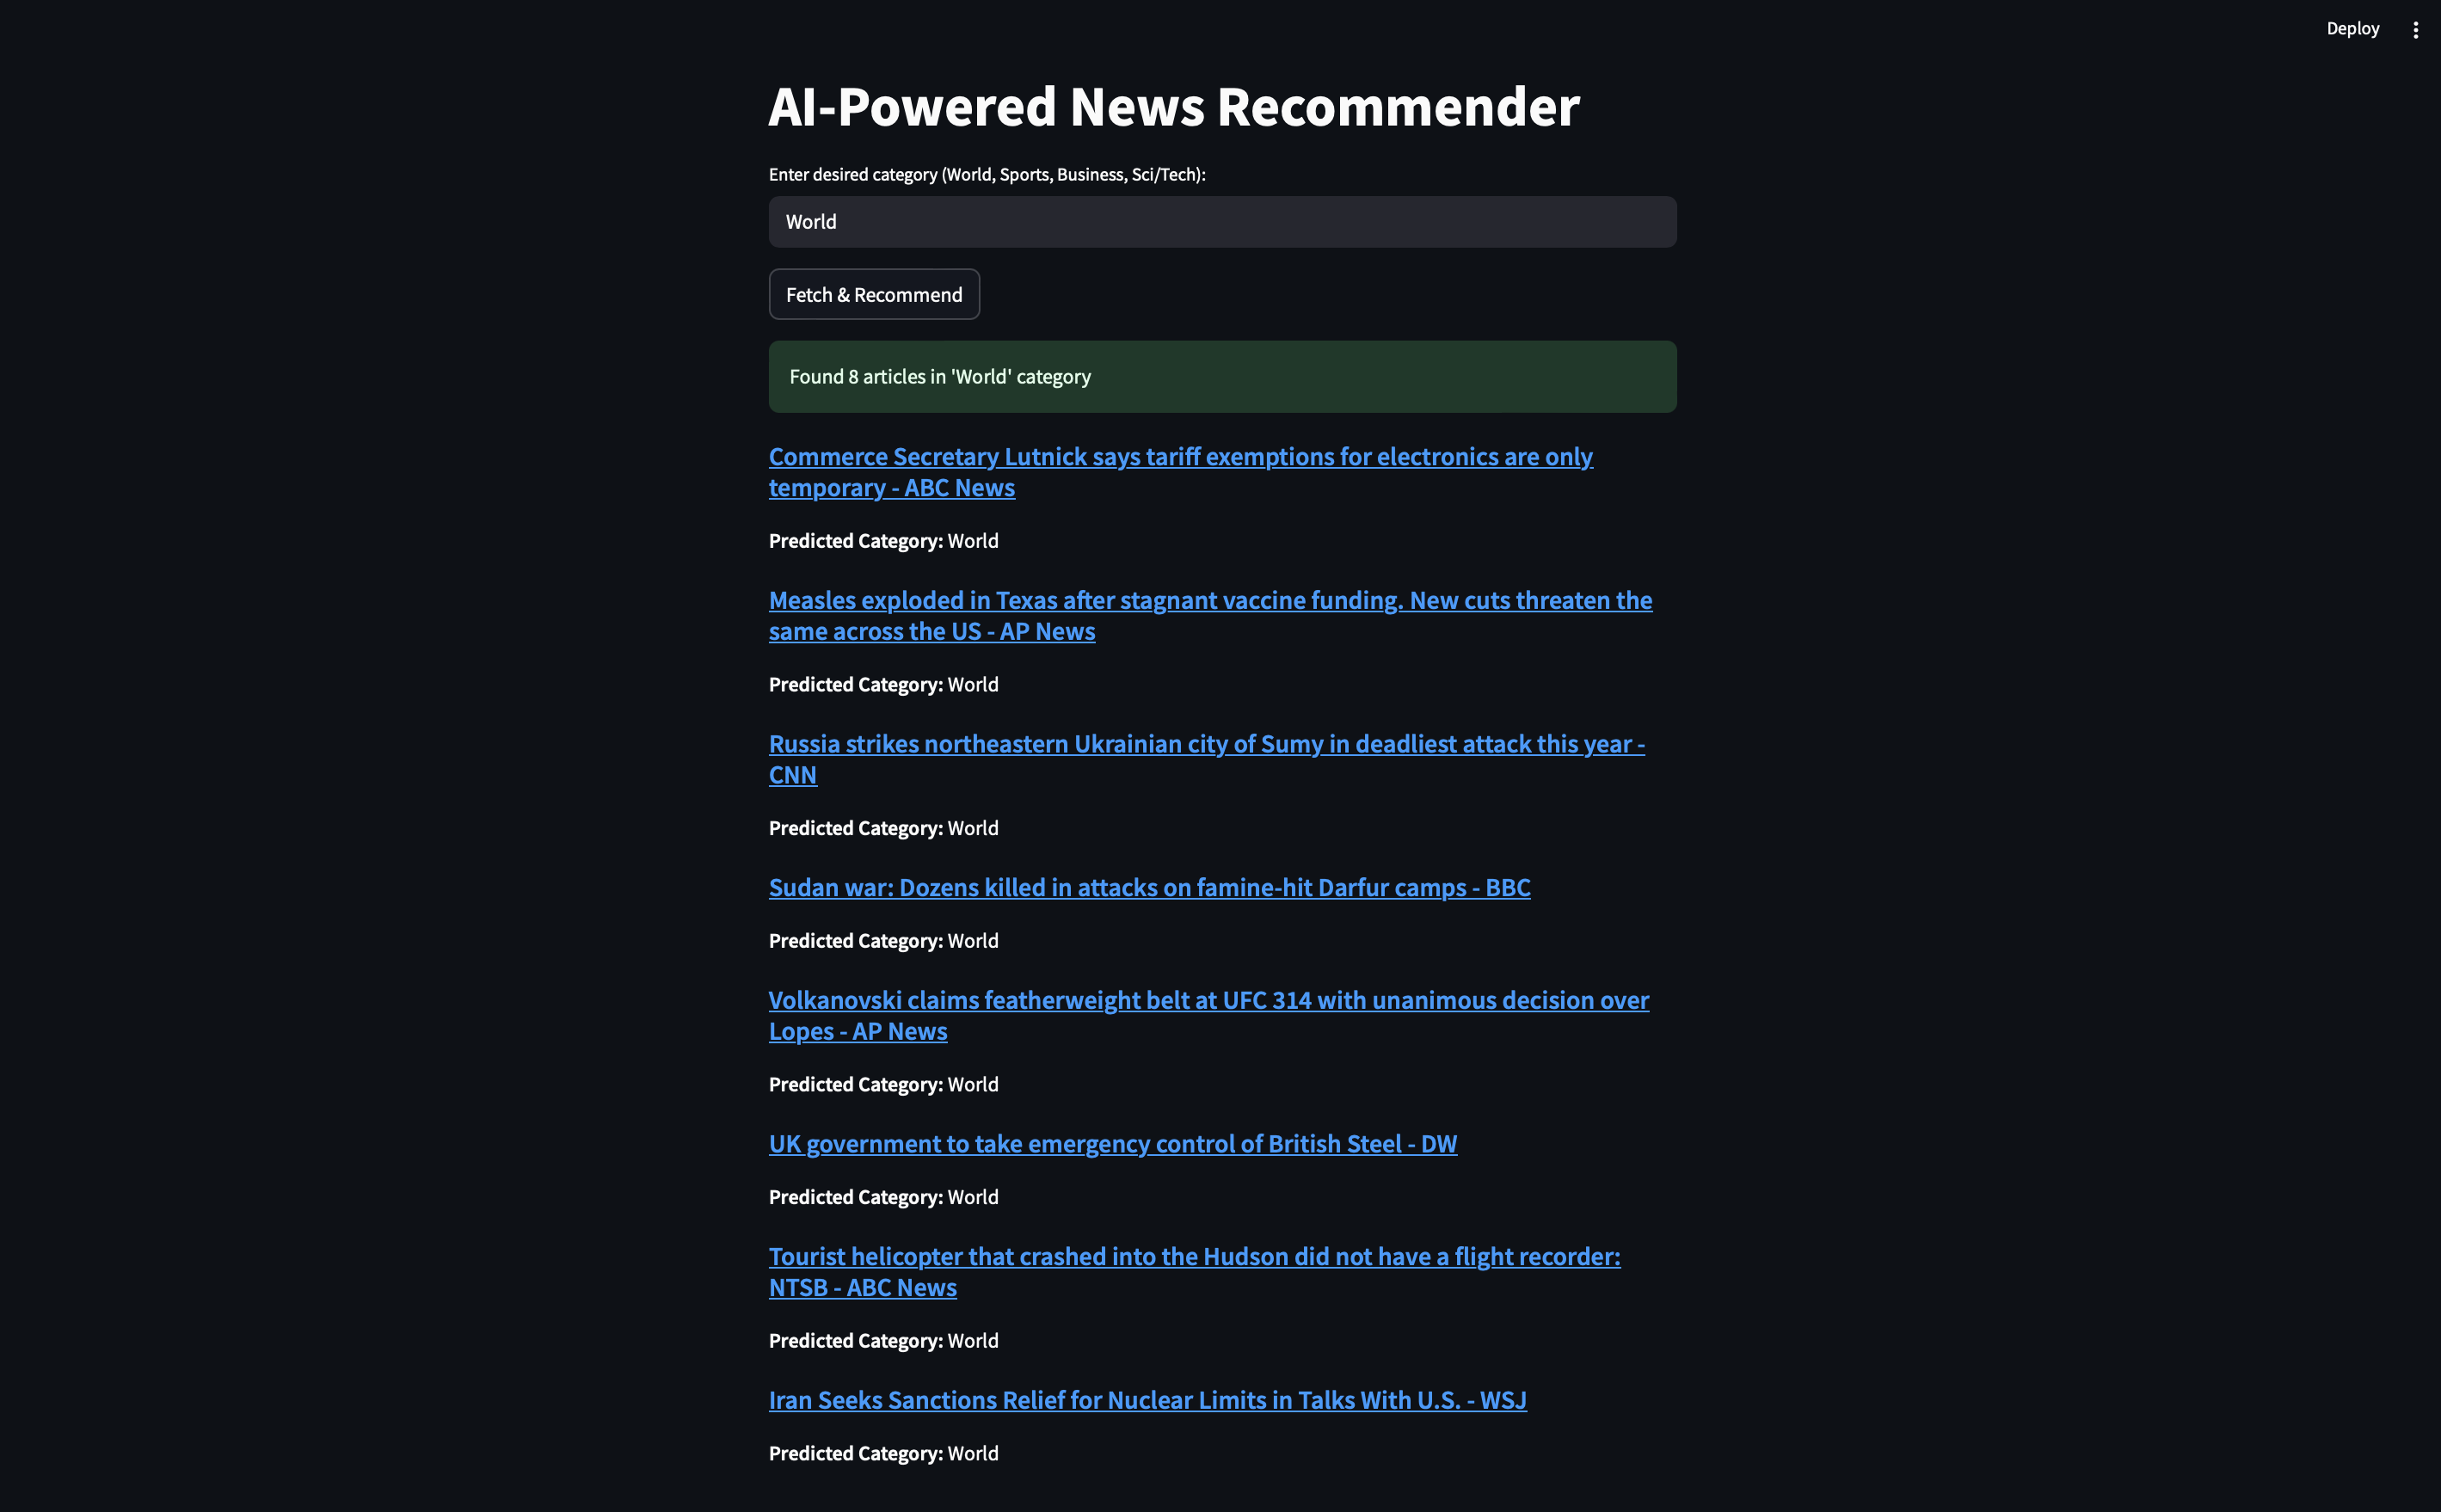 Deploy
AI-Powered News Recommender
Enter desired category (World, Sports, Business, Sci/Tech):
World
Fetch & Recommend
Found 8 articles in 'World' category
Commerce Secretary Lutnick says tariff exemptions for electronics are only
temporary - ABC News
Predicted Category: World
Measles exploded in Texas after stagnant vaccine funding. New cuts threaten the
same across the US - AP News
Predicted Category: World
Russia strikes northeastern Ukrainian city of Sumy in deadliest attack this year -
CNN
Predicted Category: World
Sudan war: Dozens killed in attacks on famine-hit Darfur camps - BBC
Predicted Category: World
Volkanovski claims featherweight belt at UFC 314 with unanimous decision over
Lopes - AP News
Predicted Category: World
UK government to take emergency control of British Steel - DW
Predicted Category: World
Tourist helicopter that crashed into the Hudson did not have a flight recorder:
NTSB - ABC News
Predicted Category: World
Iran Seeks Sanctions Relief for Nuclear Limits in Talks With U.S. - WSJ
Predicted Category: World